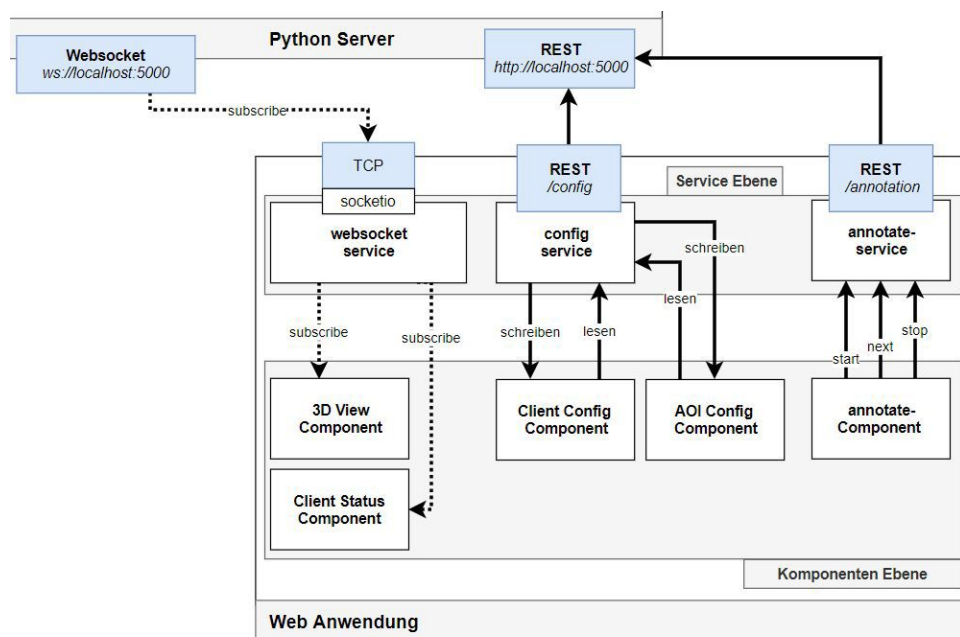 Python Server
Websocket
ws://localhost:5000
REST
http://localhost:5000
subscribe
TCP
socketio
websocket
service
REST
/config
config
service
Service Ebene
REST
/annotation
annotate-
service
schreiben
lesen
subscribe
subscribe
schreiben
lesen
start
next
stop
3D View
Component
Client Config
Component
AOI Config
Component
annotate-
Component
Client Status
Component
Komponenten Ebene
Web Anwendung